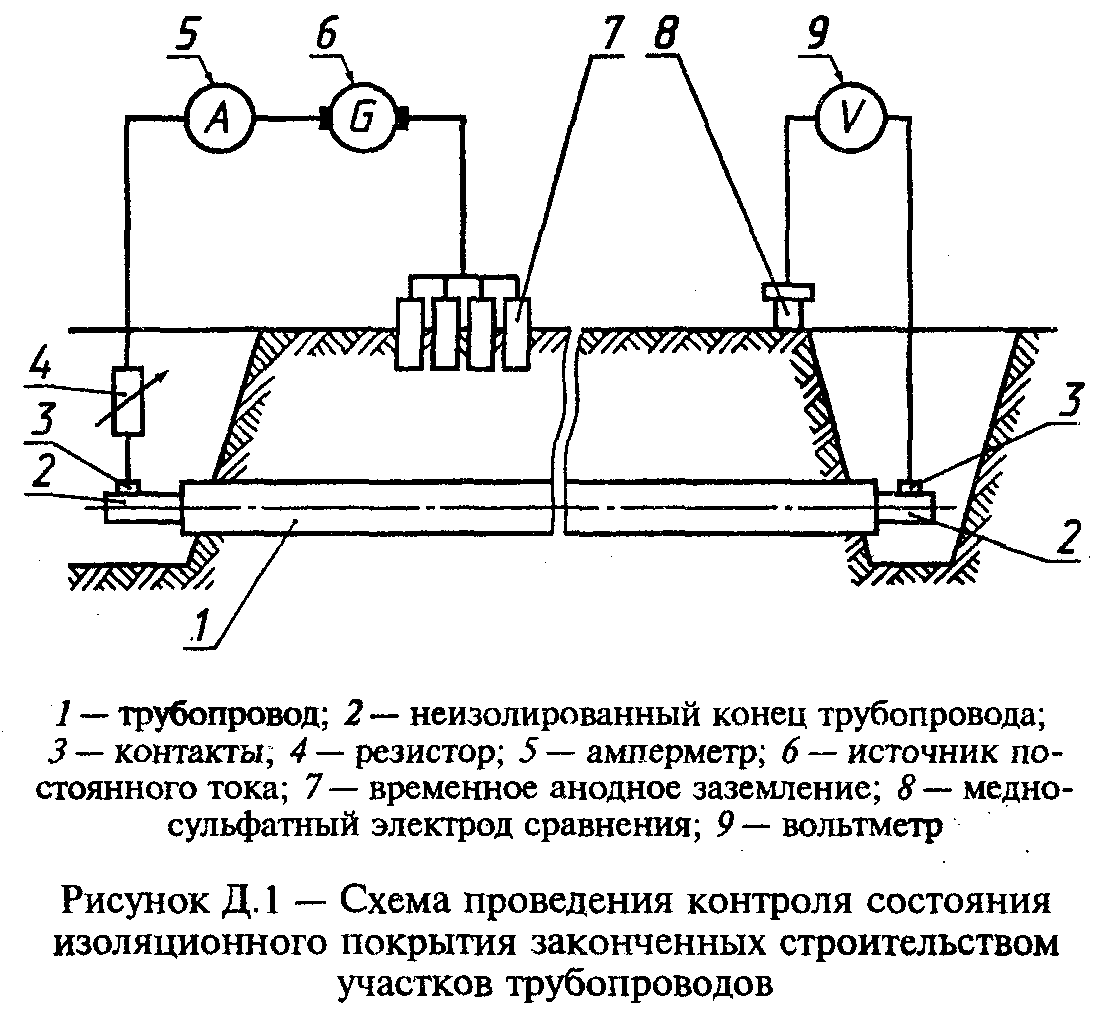 5 6 7 8 9
A G V
4
3 3
2 2
1
1 — трубопровод; 2 — неизолированный конец трубопровода;
3 — контакты; 4 — резистор; 5 — амперметр; 6 — источник по-
стоянного тока; 7 — временное анодное заземление; 8 — медно-
сульфатный электрод сравнения; 9 — вольтметр
Рисунок Д.1 — Схема проведения контроля состояния
изоляционного покрытия законченных строительством
участков трубопроводов